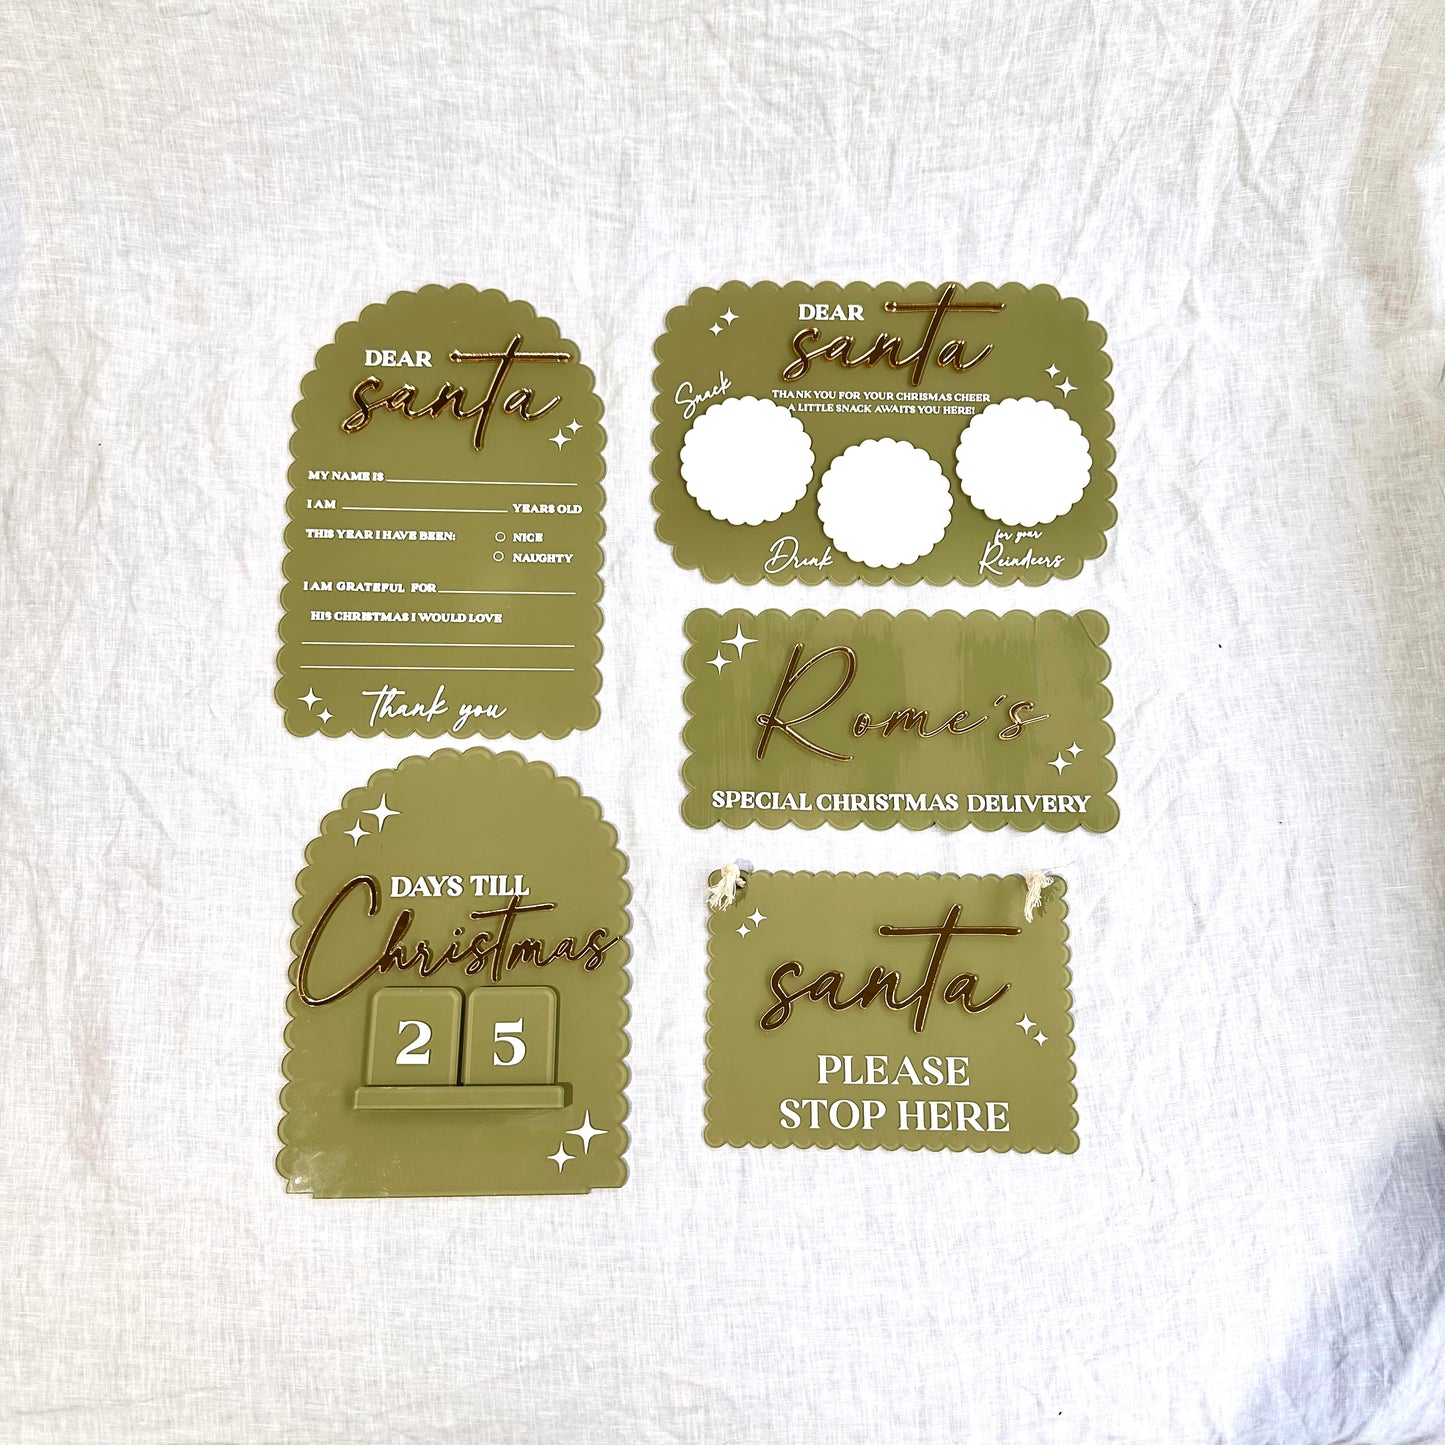 DEAR
santa
MY NAME IS
I AM YEARS OLD
THIS YEAR I HAVE BEEN: NICE
NAUGHTY
I AM GRATEFUL FOR
HIS CHRISTMAS I WOULD LOVE
Thank you
DEAR
santa
THANK YOU FOR YOUR CHRISMAS CHEER
A LITTLE SNACK AWAITS YOU HERE!
Snack
Drink
for your
Reindeers
Rome's
SPECIAL CHRISTMAS DELIVERY
DAYS TILL
Christmas
25
santa
PLEASE
STOP HERE